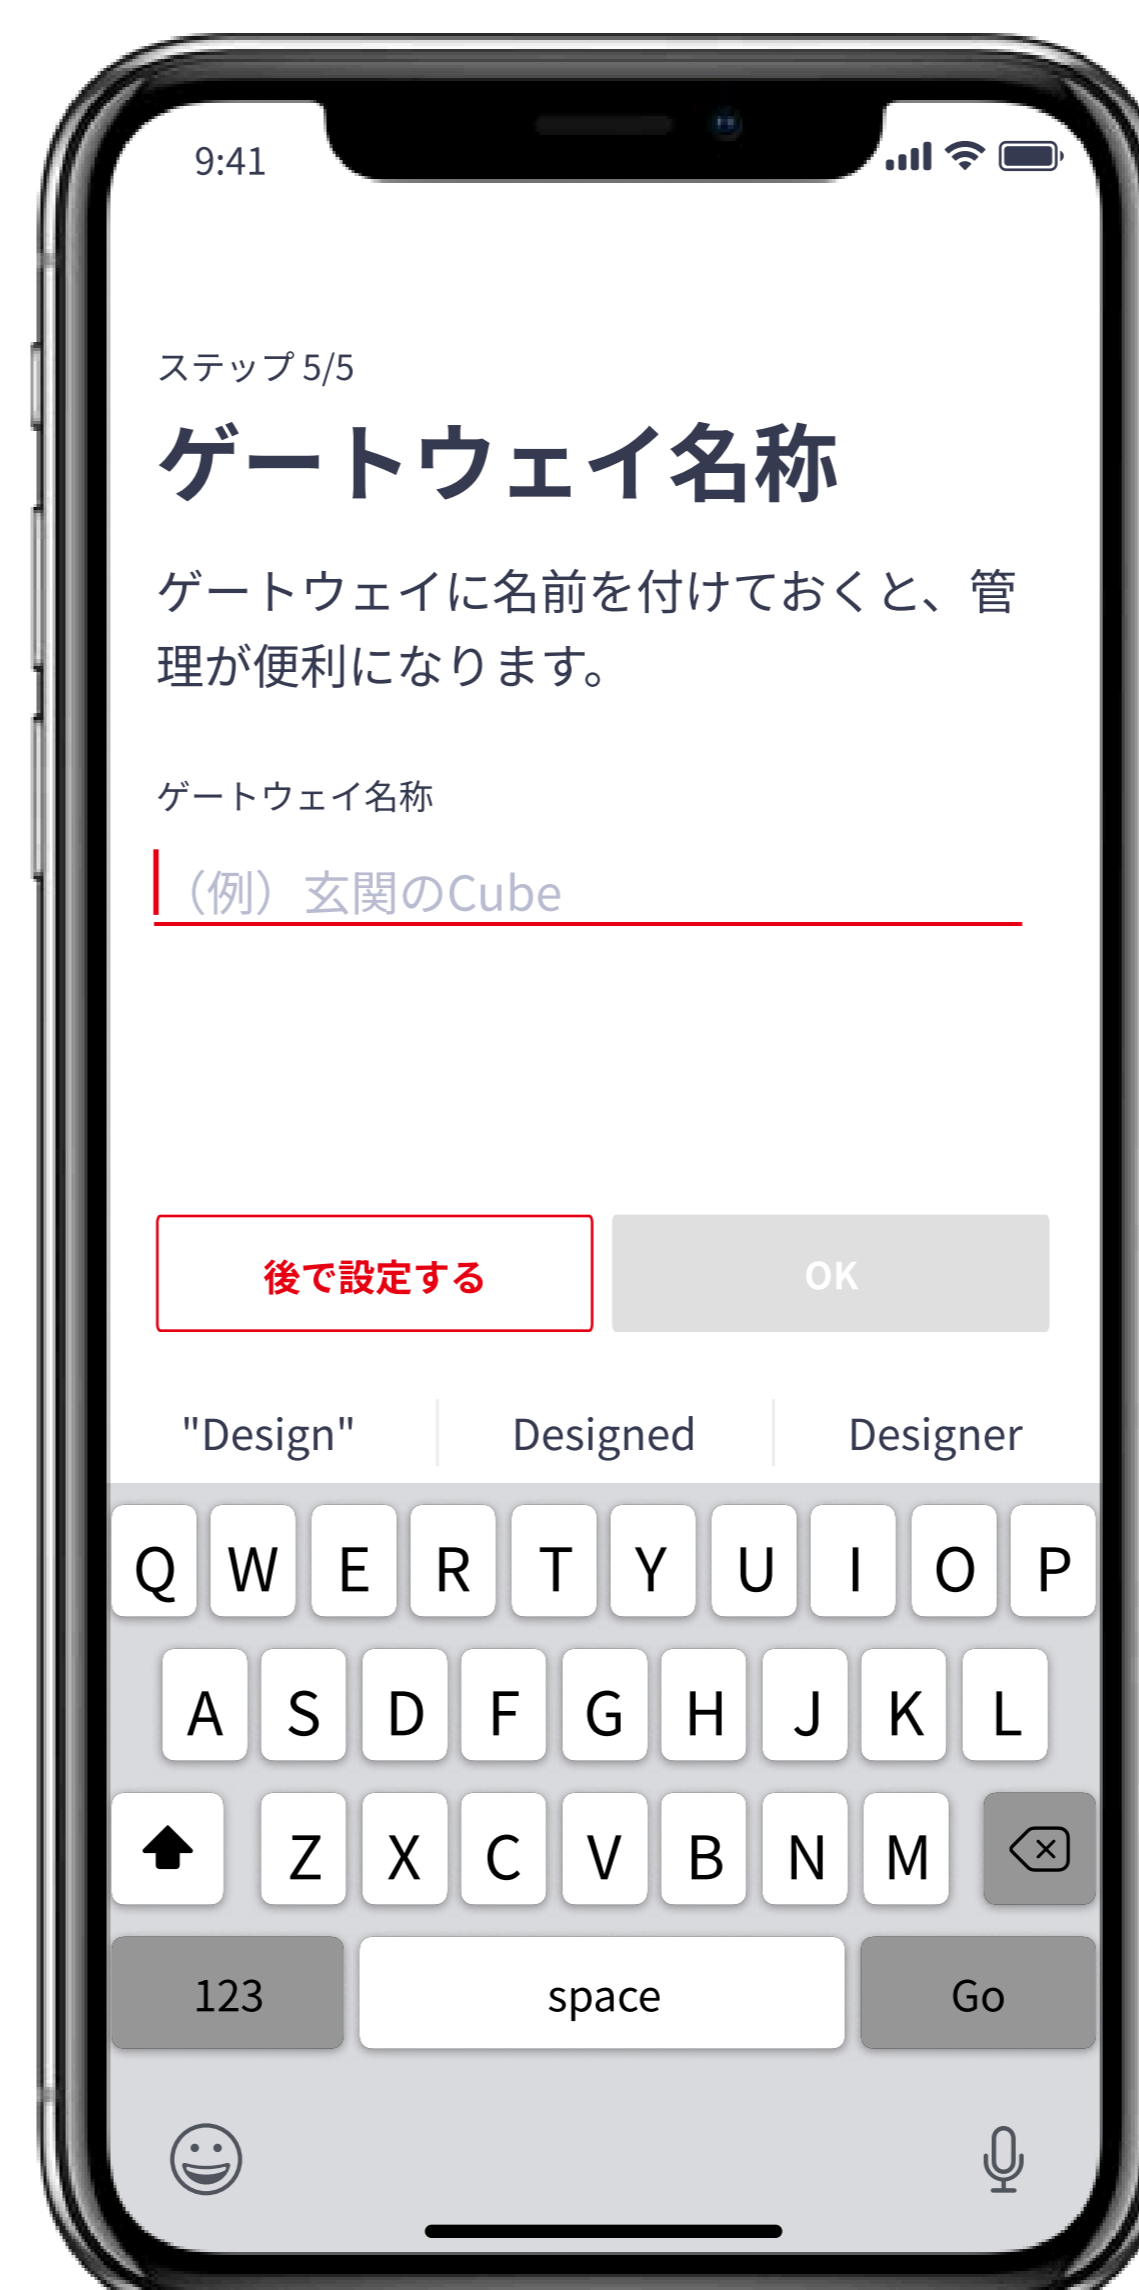 9:41
ステップ 5/5
ゲートウェイ名称
ゲートウェイに名前を付けておくと、管
理が便利になります。
ゲートウェイ名称
（例）玄関のCube
後で設定する
OK
"Design"
Designed
Designer
Q W E R T Y U I O P
A S D F G H J K L
Z X C V B N M
123
space
Go